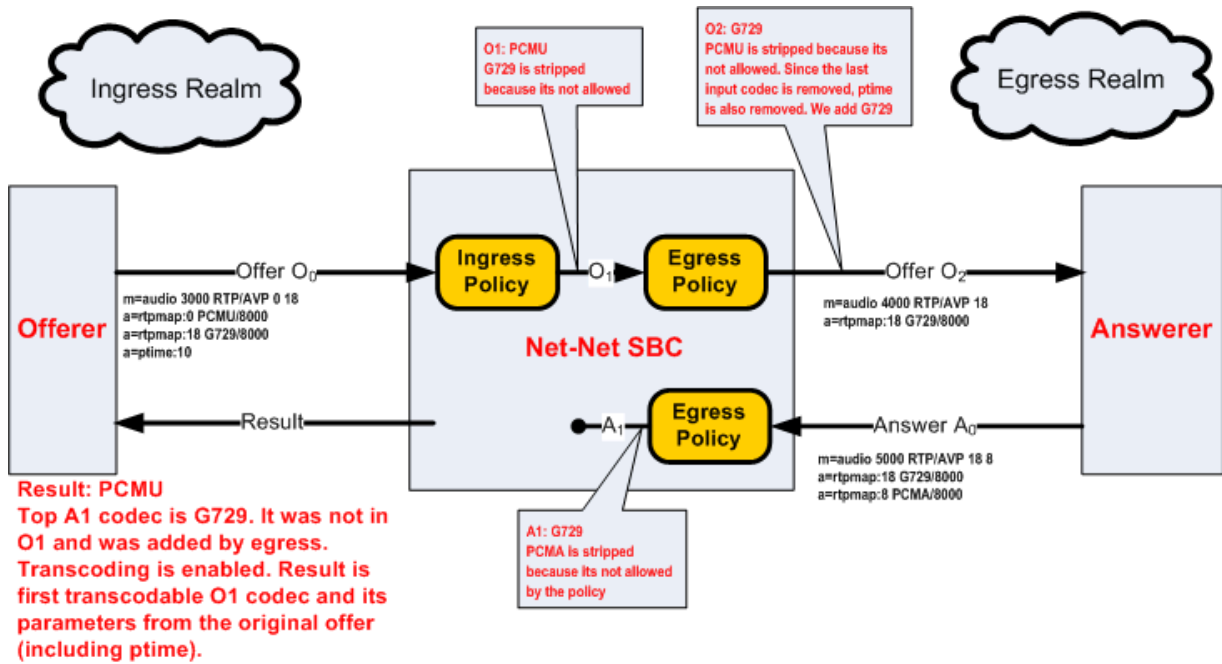 Ingress Realm
O1: PCMU
G729 is stripped
because its not allowed
O2: G729
PCMU is stripped because its
not allowed. Since the last
input codec is removed, ptime
is also removed. We add G729
Egress Realm
Offerer
Offer O0
m=audio 3000 RTP/AVP 0 18
a=rtpmap:0 PCMU/8000
a=rtpmap:18 G729/8000
a=ptime:10
Ingress
Policy
O1
Egress
Policy
Offer O2
m=audio 4000 RTP/AVP 18
a=rtpmap:18 G729/8000
Answerer
Net-Net SBC
Result
A1
Egress
Policy
Answer A0
m=audio 5000 RTP/AVP 18 8
a=rtpmap:18 G729/8000
a=rtpmap:8 PCMA/8000
Result: PCMU
Top A1 codec is G729. It was not in
O1 and was added by egress.
Transcoding is enabled. Result is
first transcodable O1 codec and its
parameters from the original offer
(including ptime).
A1: G729
PCMA is stripped
because its not allowed
by the policy